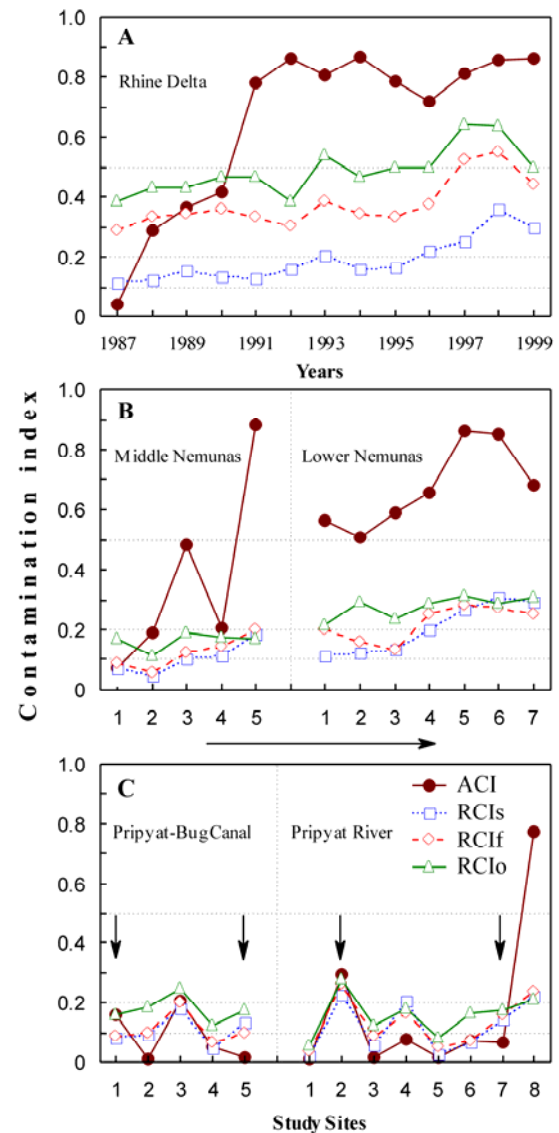 Contamination index
A
Rhine Delta
1.0
0.8
0.6
0.4
0.2
0
1987 1989 1991 1993 1995 1997 1999
Years
B
Middle Nemunas
Lower Nemunas
1.0
0.8
0.6
0.4
0.2
0
1 2 3 4 5 1 2 3 4 5 6 7
C
Pripyat-Bug Canal
Pripyat River
ACI
RCIs
RCIf
RCIo
1.0
0.8
0.6
0.4
0.2
0
1 2 3 4 5 1 2 3 4 5 6 7 8
Study Sites